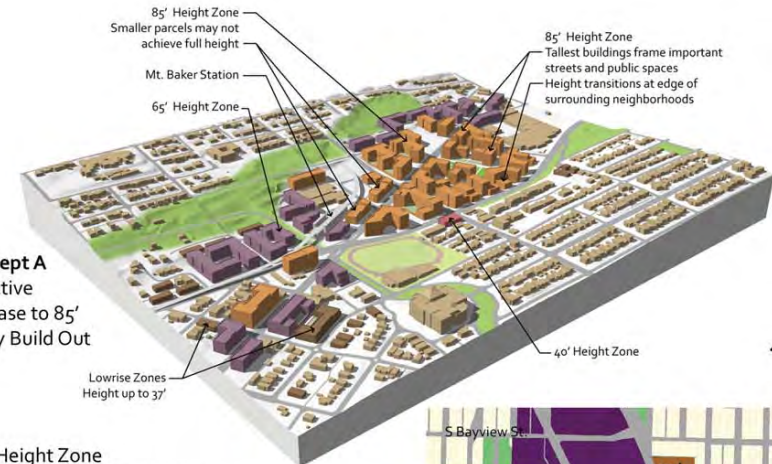 85' Height Zone
Smaller parcels may not
achieve full height
Mt. Baker Station
65' Height Zone
85' Height Zone
Tallest buildings frame important
streets and public spaces
Height transitions at edge of
surrounding neighborhoods
ept A
tive
ase to 85'
y Build Out
Lowrise Zones
Height up to 37'
40' Height Zone
Height Zone
S Bayview St.